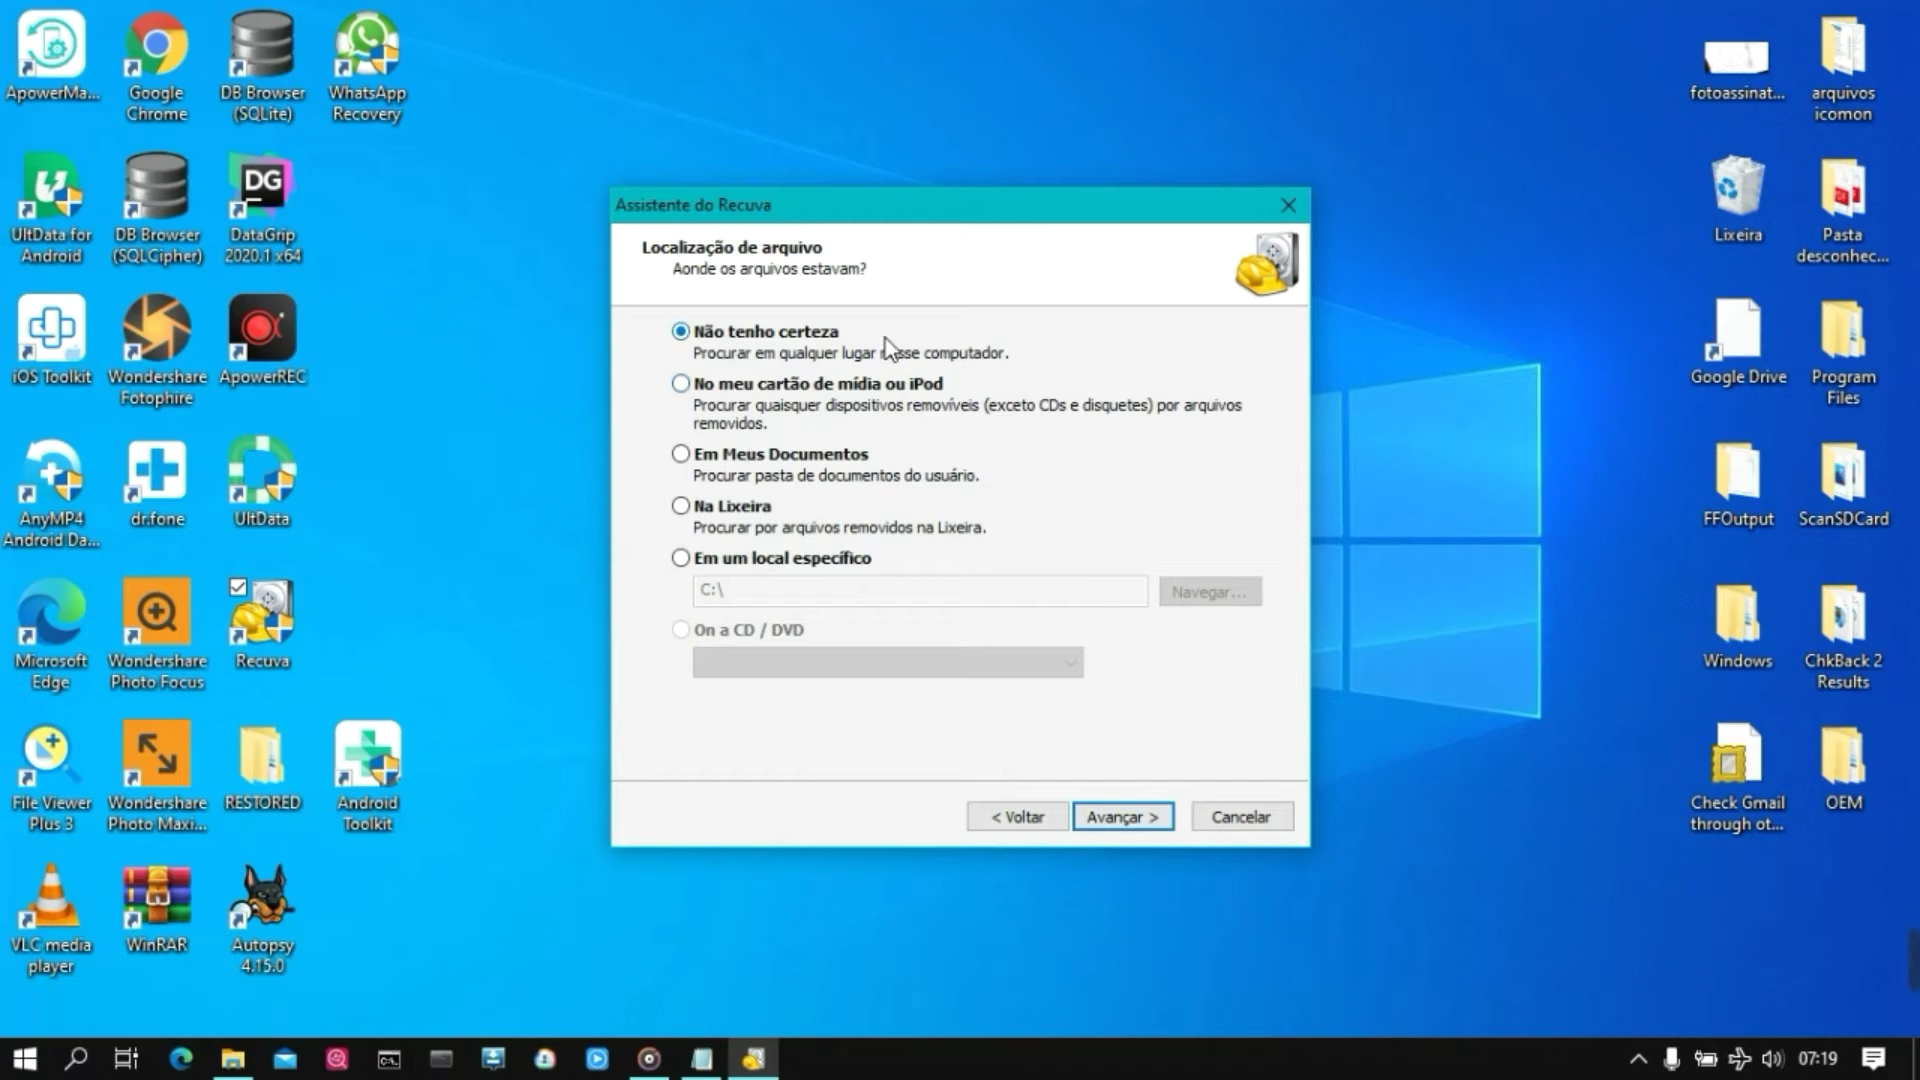 ApowerMa...
Google
Chrome
DB Browser
(SQLite)
WhatsApp
Recovery
fotoassinat...
arquivos
icomon
UltData for
Android
DB Browser
(SQLCipher)
DG
DataGrip
2020.1 x64
Lixeira
Pasta
desconhec...
iOS Toolkit
Wondershare
Fotophire
ApowerREC
Google Drive
Program
Files
AnyMP4
Android Da...
dr.fone
UltData
FFOutput
ScanSDCard
Microsoft
Edge
Wondershare
Photo Focus
Recuva
Windows
ChkBack 2
Results
File Viewer
Plus 3
Wondershare
Photo Maxi...
RESTORED
Android
Toolkit
Check Gmail
through ot...
OEM
VLC media
player
WinRAR
Autopsy
4.15.0
Assistente do Recuva
Localização de arquivo
Aonde os arquivos estavam?
Não tenho certeza
Procurar em qualquer lugar computador.
No meu cartão de mídia ou iPod
Procurar quaisquer dispositivos removíveis (exceto CDs e disquetes) por arquivos
removidos.
Em Meus Documentos
Procurar pasta de documentos do usuário.
Na Lixeira
Procurar por arquivos removidos na Lixeira.
Em um local específico
C:\
Navegar...
On a CD / DVD
< Voltar
Avançar >
Cancelar
07:19